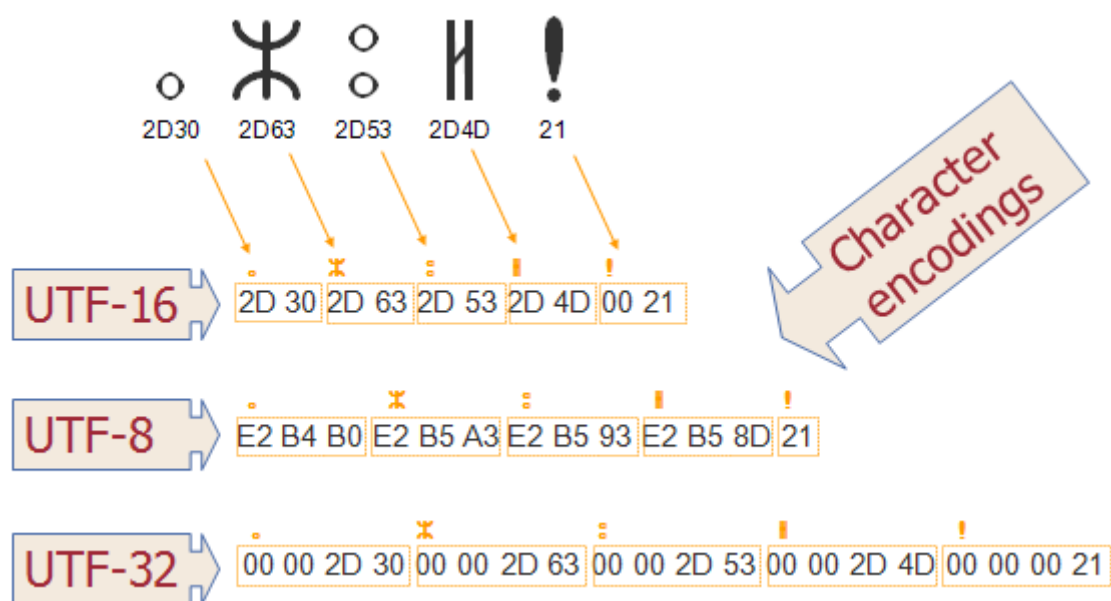 ⴰ ⵣ ⵓ ⵍ !
2D30 2D63 2D53 2D4D 21
Character
encodings
ⴰ ⵣ ⵓ ⵍ !
UTF-16 2D 30 2D 63 2D 53 2D 4D 00 21
ⴰ ⵣ ⵓ ⵍ !
UTF-8 E2 B4 B0 E2 B5 A3 E2 B5 93 E2 B5 8D 21
ⴰ ⵣ ⵓ ⵍ !
UTF-32 00 00 2D 30 00 00 2D 63 00 00 2D 53 00 00 2D 4D 00 00 00 21